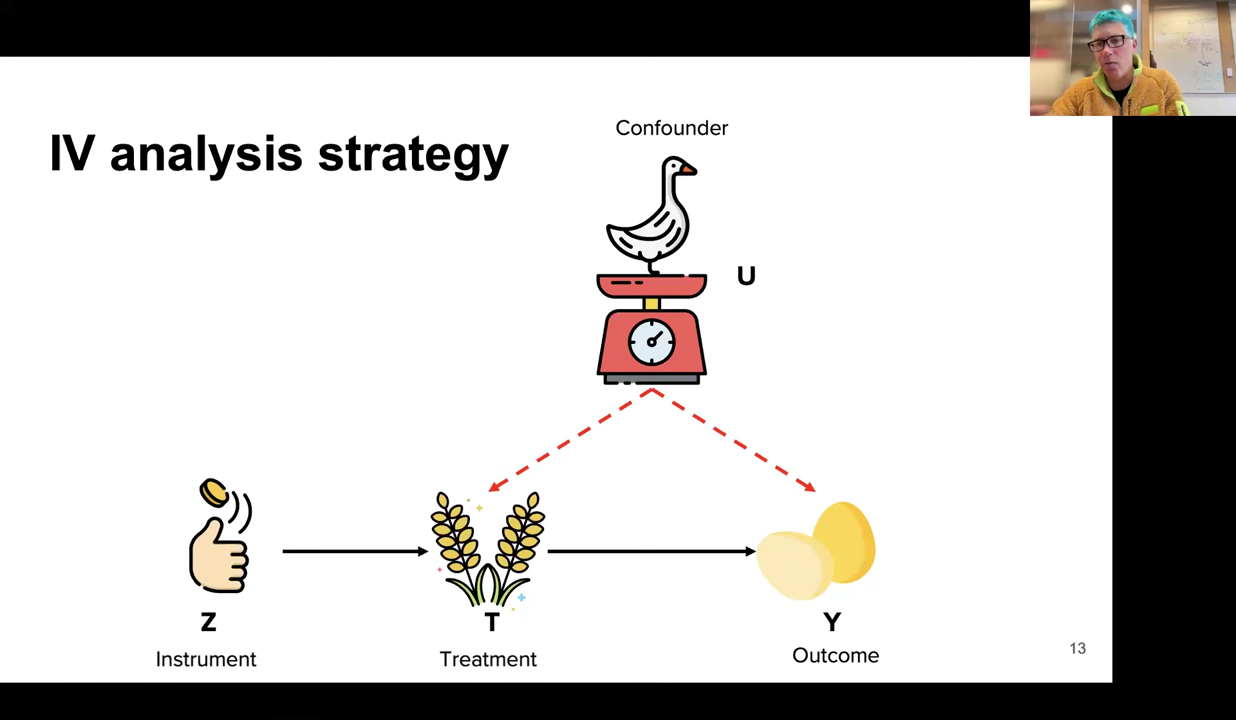 IV analysis strategy
Confounder
U
Z
T
Y
Instrument
Treatment
Outcome
13